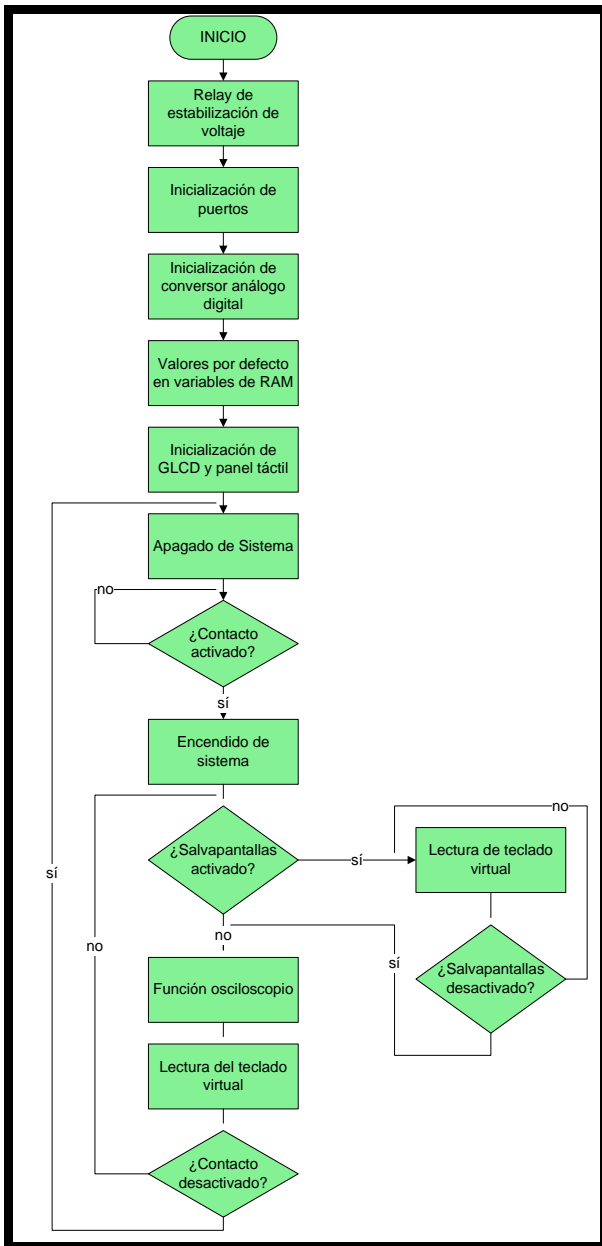 INICIO
Relay de
estabilización de
voltaje
Inicialización de
puertos
Inicialización de
conversor análogo
digital
Valores por defecto
en variables de RAM
Inicialización de
GLCD y panel táctil
Apagado de Sistema
no
¿Contacto
activado?
sí
Encendido de
sistema
no
¿Salvapantallas
activado?
sí
Lectura de teclado
virtual
sí
no
no
sí
¿Salvapantallas
desactivado?
Función osciloscopio
Lectura del teclado
virtual
¿Contacto
desactivado?